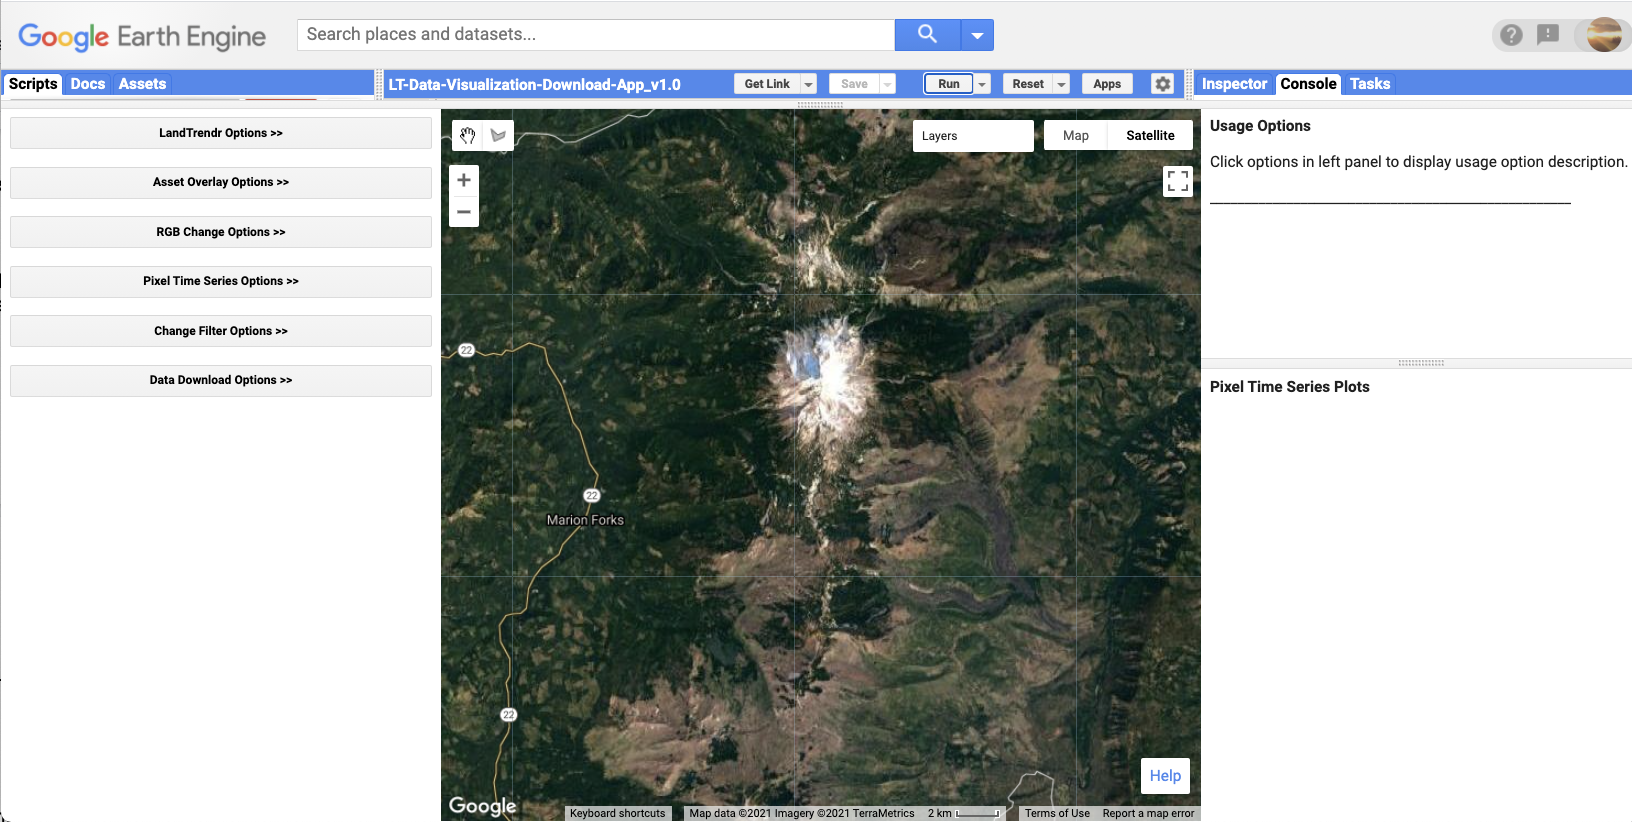 Google Earth Engine
Search places and datasets...
Scripts Docs Assets
LT-Data-Visualization-Download-App_v1.0
Get Link Save Run Reset Apps
Inspector Console Tasks
LandTrendr Options >>
Asset Overlay Options >>
RGB Change Options >>
Pixel Time Series Options >>
Change Filter Options >>
Data Download Options >>
Layers
Map Satellite
22
22
Marion Forks
22
Help
Google
Keyboard shortcuts
Map data ©2021 Imagery ©2021 TerraMetrics
2 km
Terms of Use
Report a map error
Usage Options
Click options in left panel to display usage option description.
Pixel Time Series Plots